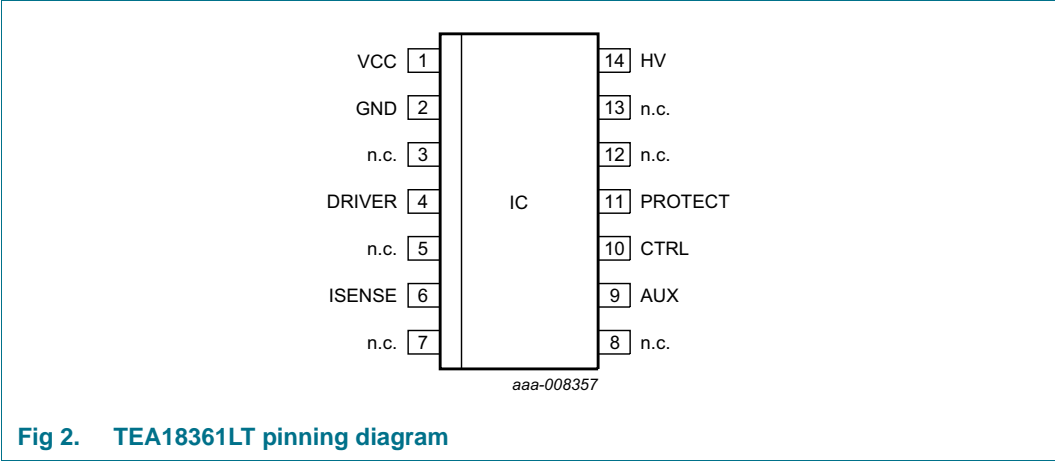 VCC 1 14 HV
GND 2 13 n.c.
n.c. 3 12 n.c.
DRIVER 4 IC 11 PROTECT
n.c. 5 10 CTRL
ISENSE 6 9 AUX
n.c. 7 8 n.c.
aaa-008357
Fig 2. TEA18361LT pinning diagram